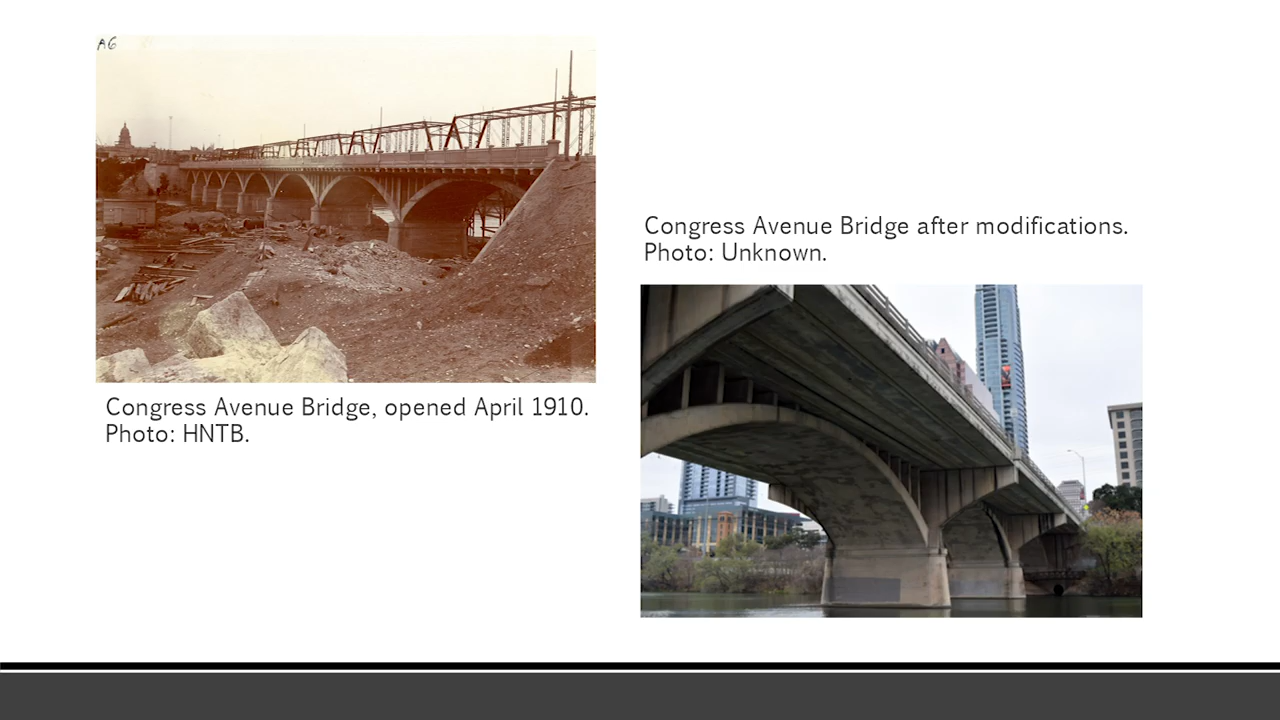 A6
Congress Avenue Bridge, opened April 1910.
Photo: HNTB.
Congress Avenue Bridge after modifications.
Photo: Unknown.